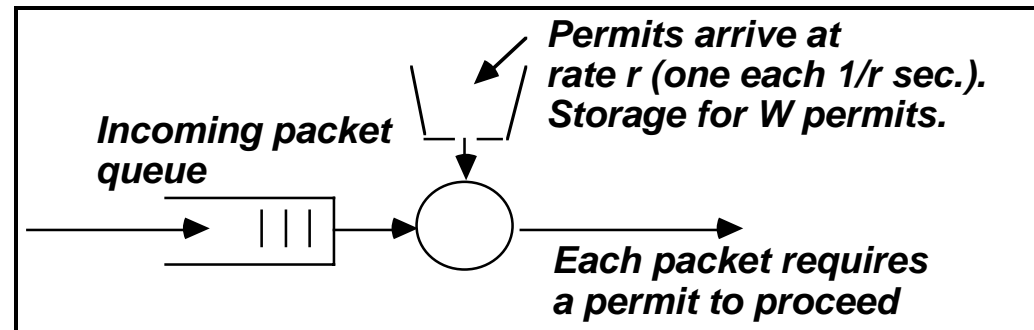 Permits arrive at
rate r (one each 1/r sec.).
Storage for W permits.
Incoming packet
queue
Each packet requires
a permit to proceed